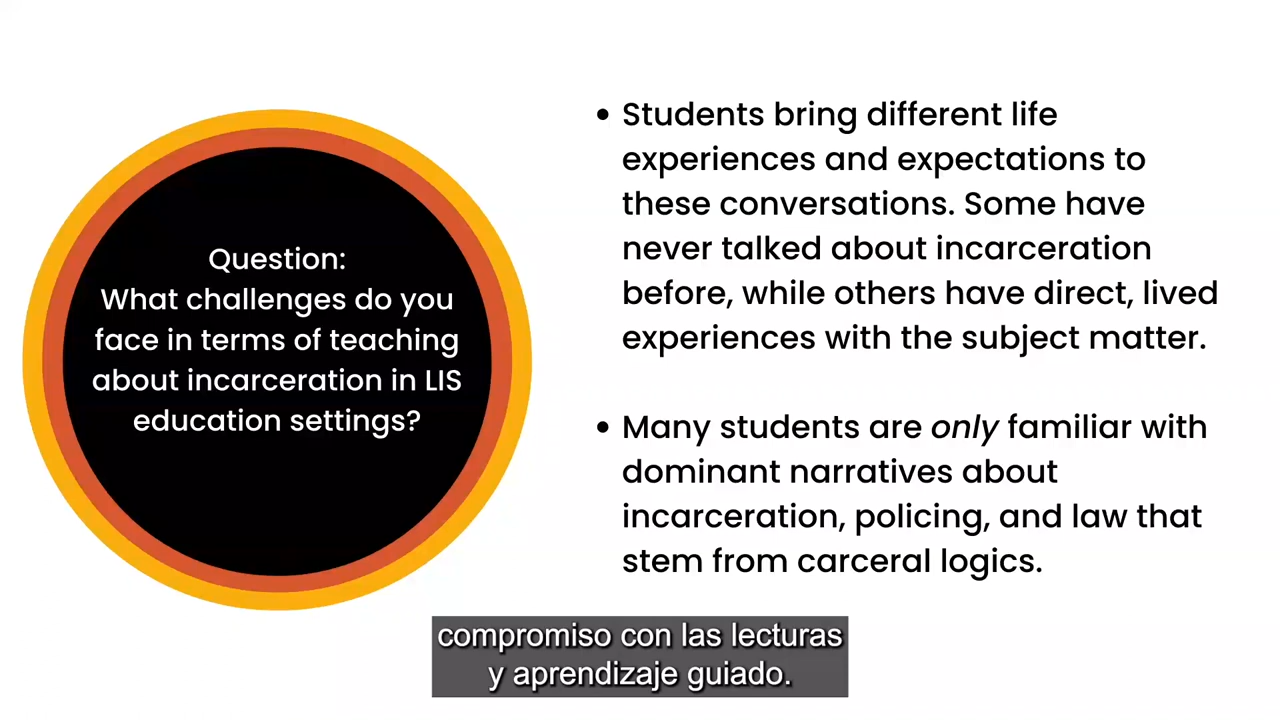 Question:
What challenges do you
face in terms of teaching
about incarceration in LIS
education settings?
• Students bring different life
experiences and expectations to
these conversations. Some have
never talked about incarceration
before, while others have direct, lived
experiences with the subject matter.
• Many students are only familiar with
dominant narratives about
incarceration, policing, and law that
stem from carceral logics.
compromiso con las lecturas
y aprendizaje guiado.